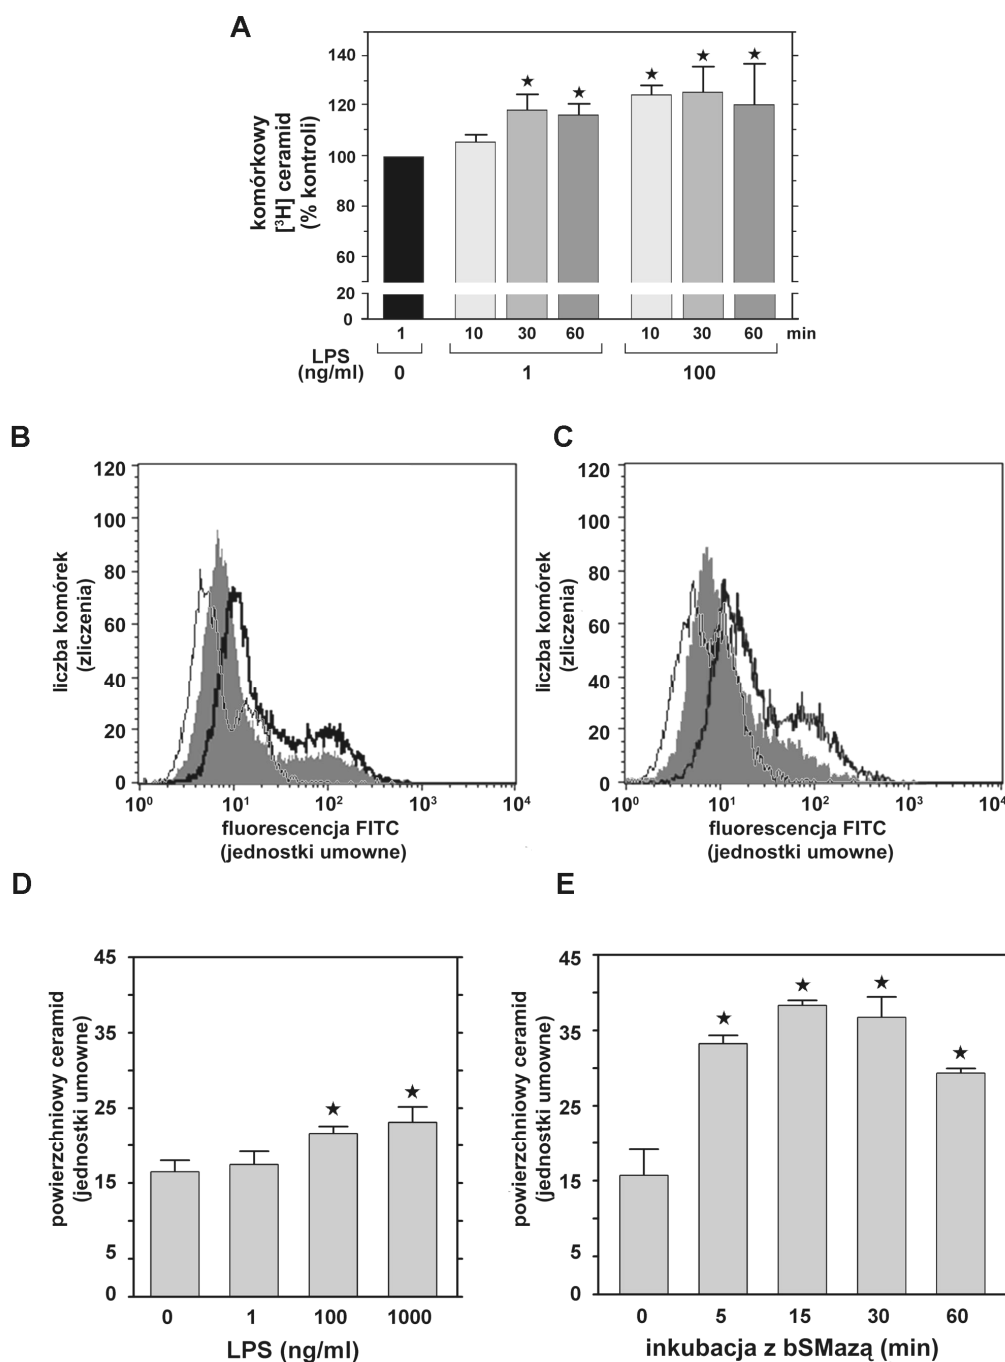 A
komórkowy
[³H] ceramid
(% kontroli)
140
120
100
80
60
20
0
1 10 30 60 10 30 60 min
LPS
(ng/ml)
0 1 100
B
liczba komórek
(zliczenia)
120
100
80
60
40
20
0
10⁰ 10¹ 10² 10³ 10⁴
fluorescencja FITC
(jednostki umowne)
C
liczba komórek
(zliczenia)
120
100
80
60
40
20
0
10⁰ 10¹ 10² 10³ 10⁴
fluorescencja FITC
(jednostki umowne)
D
powierzchniowy ceramid
(jednostki umowne)
45
35
25
15
5
0
0 1 100 1000
LPS (ng/ml)
E
powierzchniowy ceramid
(jednostki umowne)
45
35
25
15
5
0
0 5 15 30 60
inkubacja z bSMazą (min)